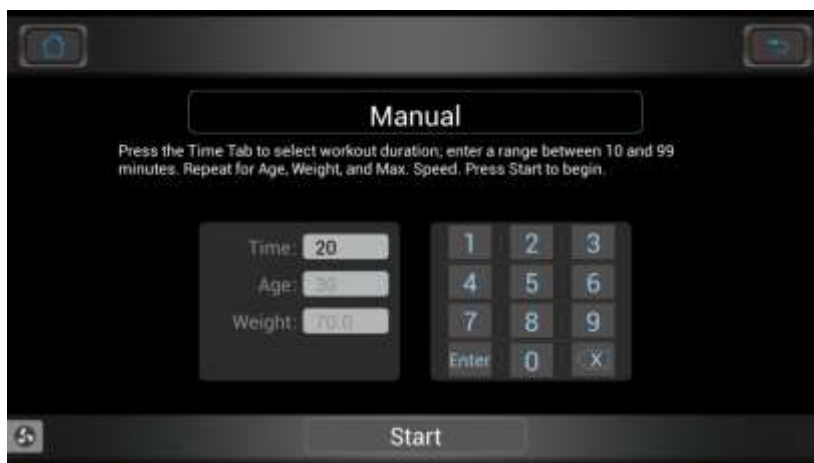 Manual
Press the Time Tab to select workout duration; enter a range between 10 and 99
minutes. Repeat for Age, Weight, and Max. Speed. Press Start to begin.
Time: 20
Age: 30
Weight: 70.0
1 2 3
4 5 6
7 8 9
Enter 0 X
Start